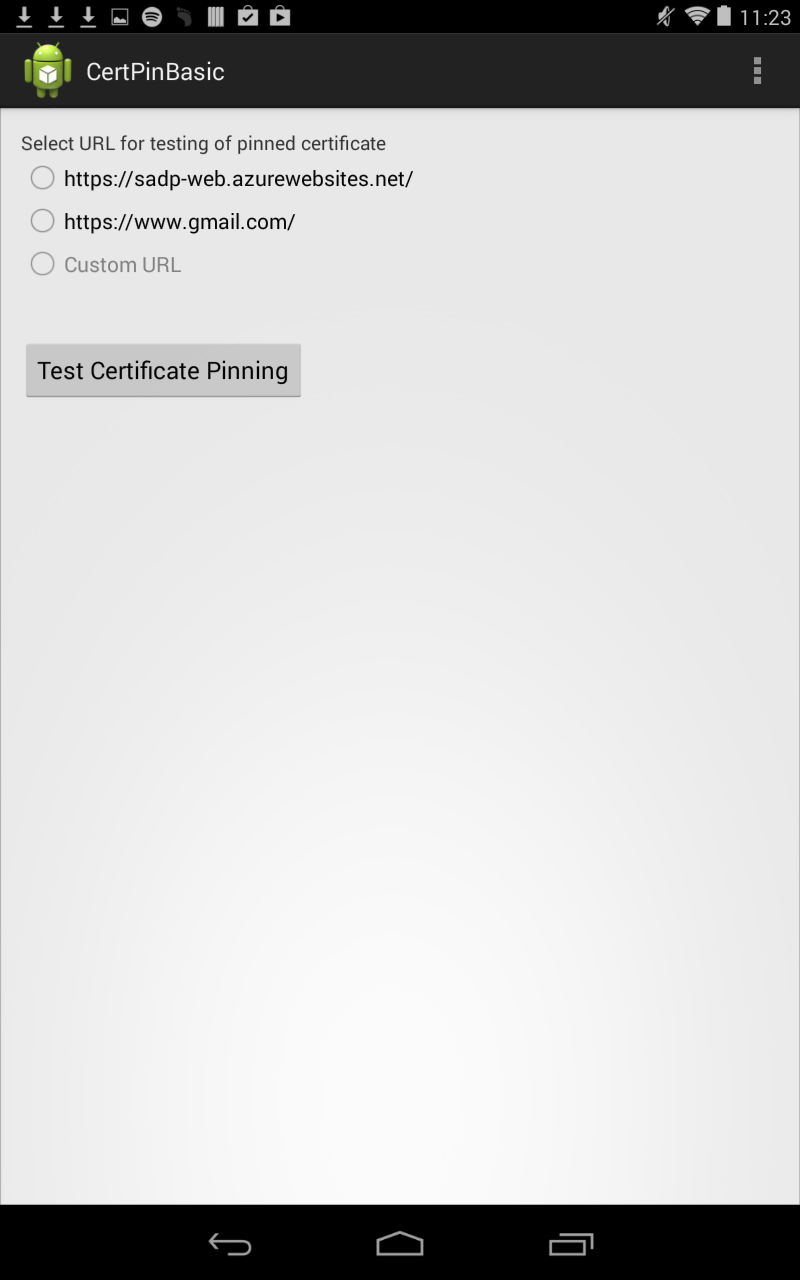 11:23
CertPinBasic
Select URL for testing of pinned certificate
https://sadp-web.azurewebsites.net/
https://www.gmail.com/
Custom URL
Test Certificate Pinning